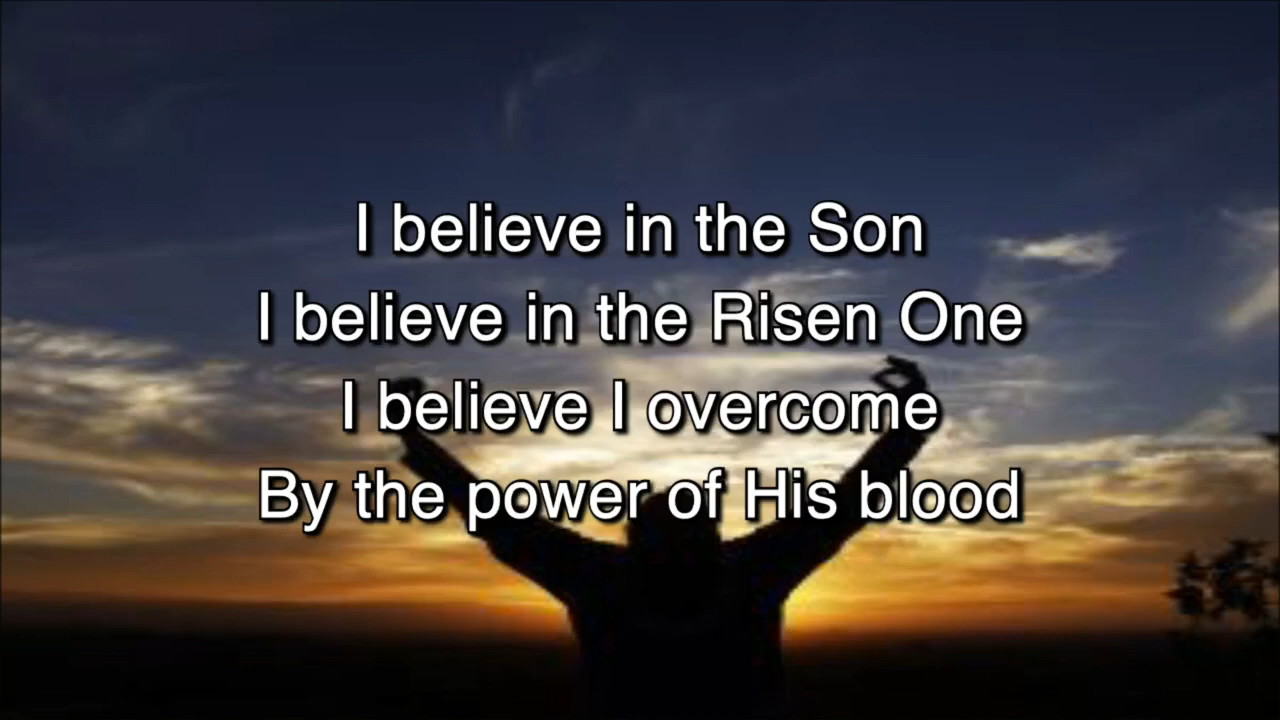 I believe in the Son
I believe in the Risen One
I believe I overcome
By the power of His blood